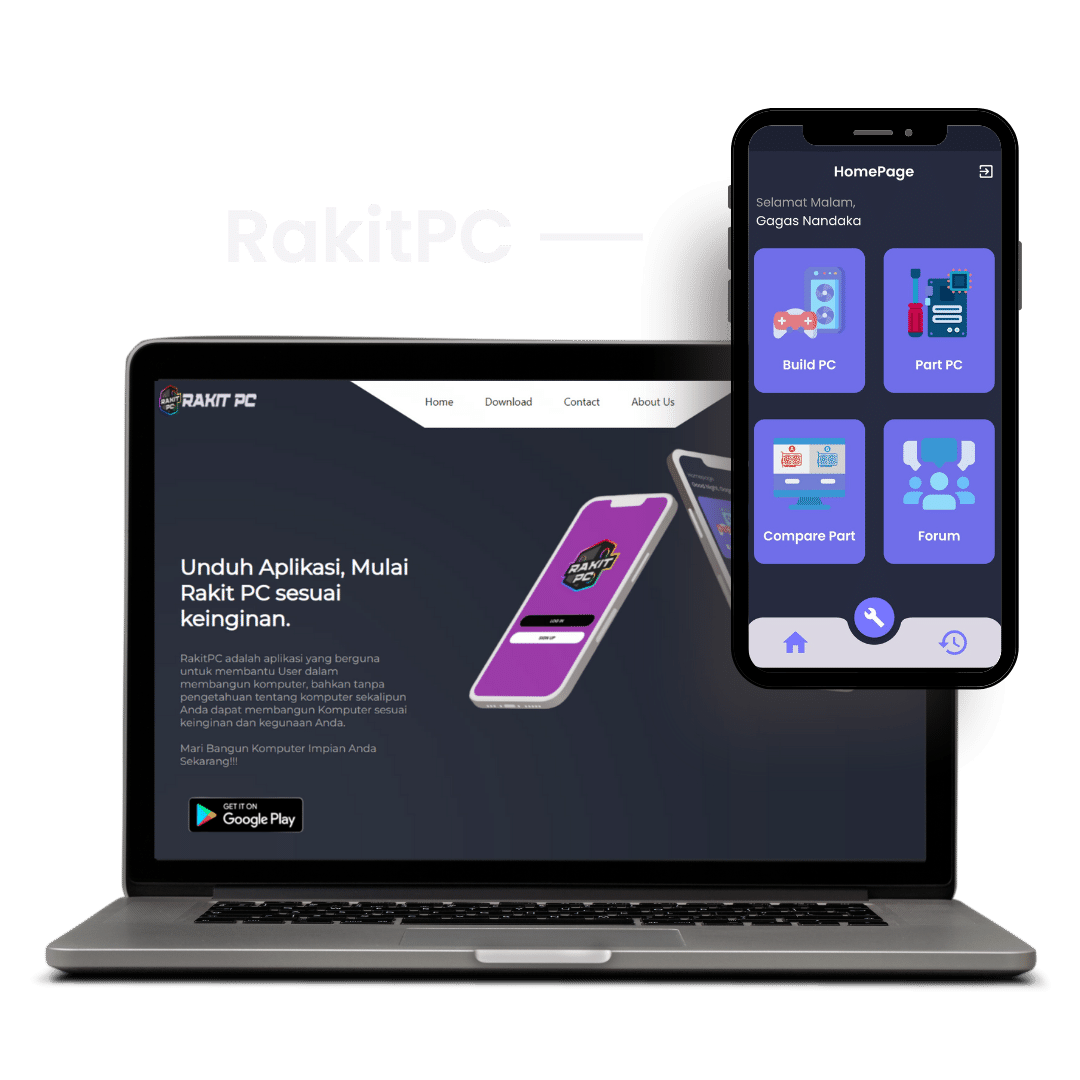 RakitPC
HomePage
Selamat Malam,
Gagas Nandaka
Build PC
Part PC
Compare Part
Forum
RAKIT PC
RAKIT PC
Home
Download
Contact
About Us
Unduh Aplikasi, Mulai
Rakit PC sesuai
keinginan.
RakitPC adalah aplikasi yang berguna
untuk membantu User dalam
membangun komputer, bahkan tanpa
pengetahuan tentang komputer sekalipun
Anda dapat membangun Komputer sesuai
keinginan dan kegunaan Anda.
Mari Bangun Komputer Impian Anda
Sekarang!!!
GET IT ON
Google Play
RAKIT
PC
LOG IN
SIGN UP